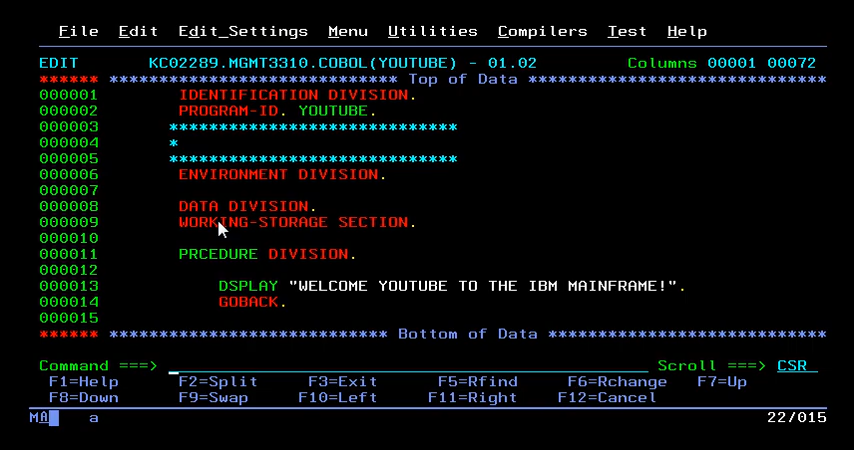 File Edit Edit_Settings Menu Utilities Compilers Test Help
EDIT KC02289.MGMT3310.COBOL(YOUTUBE) - 01.02 Columns 00001 00072
****** ***************************** Top of Data ******************************
000001 IDENTIFICATION DIVISION.
000002 PROGRAM-ID. YOUTUBE.
000003 *****************************
000004 *
000005 *****************************
000006 ENVIRONMENT DIVISION.
000007
000008 DATA DIVISION.
000009 WORKING-STORAGE SECTION.
000010
000011 PRCEDURE DIVISION.
000012
000013 DSPLAY "WELCOME YOUTUBE TO THE IBM MAINFRAME!".
000014 GOBACK.
000015
****** **************************** Bottom of Data ****************************
Command ===> Scroll ===> CSR
F1=Help F2=Split F3=Exit F5=Rfind F6=Rchange F7=Up
F8=Down F9=Swap F10=Left F11=Right F12=Cancel
MA a 22/015